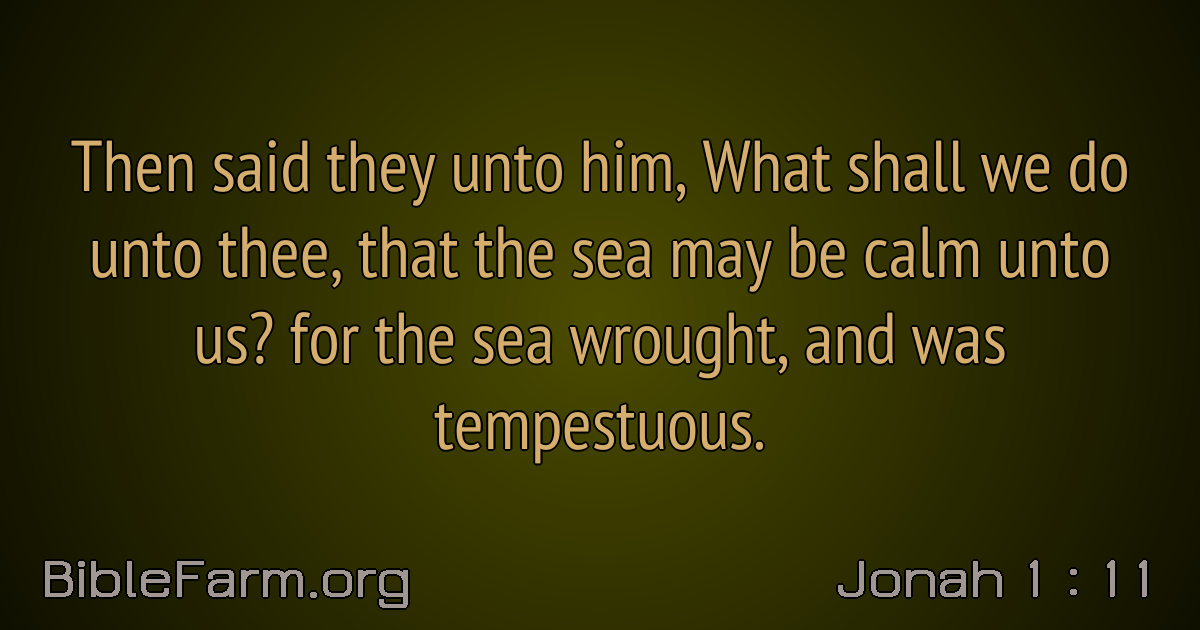 Then said they unto him, What shall we do
unto thee, that the sea may be calm unto
us? for the sea wrought, and was
tempestuous.
BibleFarm.org
Jonah 1 : 11